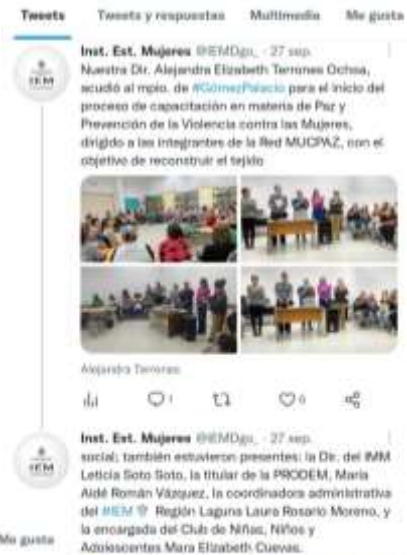 Tweets Tweets y respuestas Multimedia Me gusta
Inst. Est. Mujeres @IEMDgo_ · 27 sep.
Nuestra Dir. Alejandra Elizabeth Terrones Ochoa,
acudió al mpio. de #GómezPalacio para el inicio del
proceso de capacitación en materia de Paz y
Prevención de la Violencia contra las Mujeres,
dirigido a las integrantes de la Red MUCPAZ, con el
objetivo de reconstruir el tejido
Alejandra Terrones
1
6
Inst. Est. Mujeres @IEMDgo_ · 27 sep.
social; también estuvieron presentes: la Dir. del IMM
Leticia Soto Soto, la titular de la PRODEM, María
Aidé Román Vázquez, la coordinadora administrativa
del #IEM Región Laguna Laura Rosario Moreno, y
la encargada del Club de Niñas, Niños y
Adolescentes Mara Elizabeth Cuevas.
Me gusta
IEM
IEM